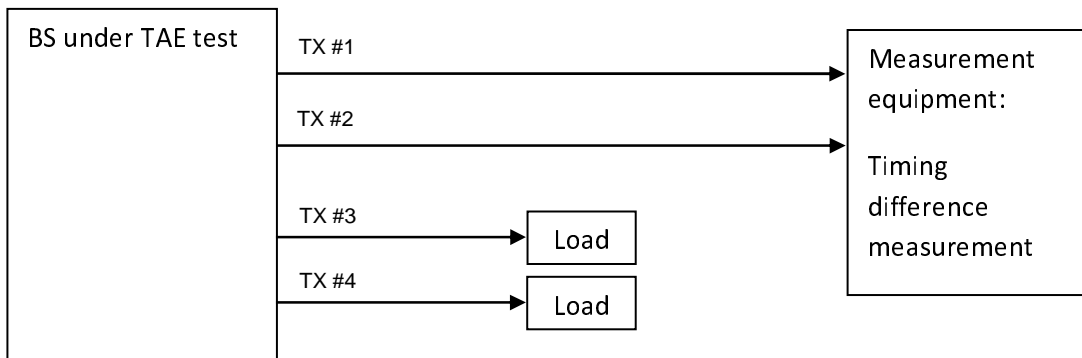 BS under TAE test
TX #1
TX #2
TX #3
TX #4
Load
Load
Measurement
equipment:
Timing
difference
measurement